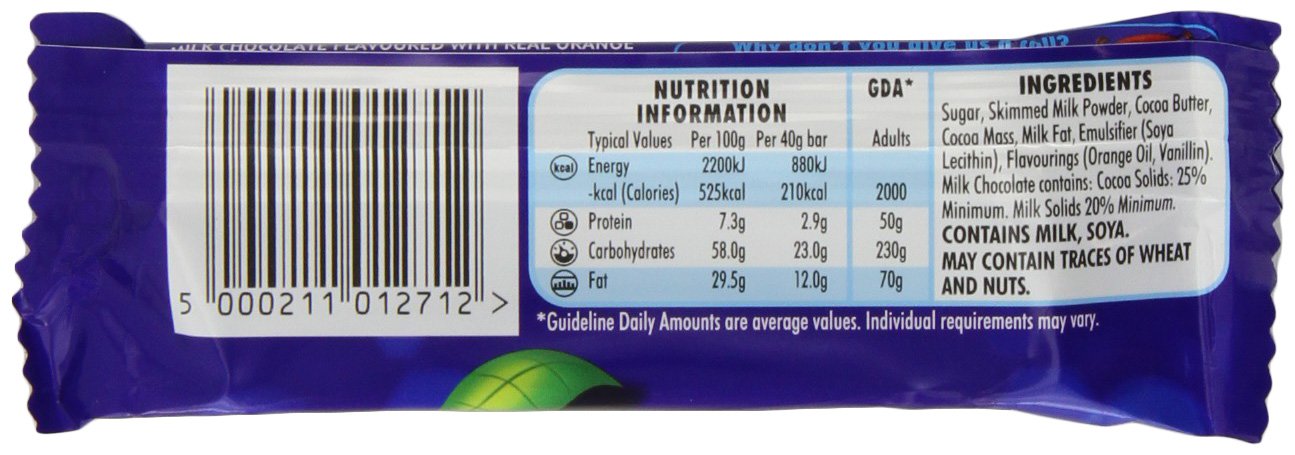 MILK CHOCOLATE FLAVOURED WITH REAL ORANGE
Why don't you give us a roll?
5 000211 012712 >
NUTRITION
INFORMATION
GDA*
Typical Values Per 100g Per 40g bar Adults
kcal Energy 2200kJ 880kJ
-kcal (Calories) 525kcal 210kcal 2000
Protein 7.3g 2.9g 50g
Carbohydrates 58.0g 23.0g 230g
Fat 29.5g 12.0g 70g
*Guideline Daily Amounts are average values. Individual requirements may vary.
INGREDIENTS
Sugar, Skimmed Milk Powder, Cocoa Butter,
Cocoa Mass, Milk Fat, Emulsifier (Soya
Lecithin), Flavourings (Orange Oil, Vanillin).
Milk Chocolate contains: Cocoa Solids: 25%
Minimum. Milk Solids 20% Minimum.
CONTAINS MILK, SOYA.
MAY CONTAIN TRACES OF WHEAT
AND NUTS.